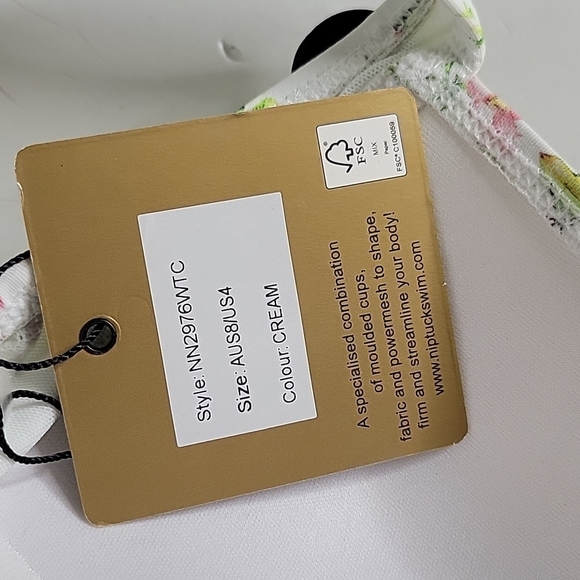 FSC
MIX
Paper
FSC® C100059
Style: NN2976WTC
Size: AUS8/US4
Colour: CREAM
A specialised combination
of moulded cups,
fabric and powermesh to shape,
firm and streamline your body!
www.niptuckswim.com